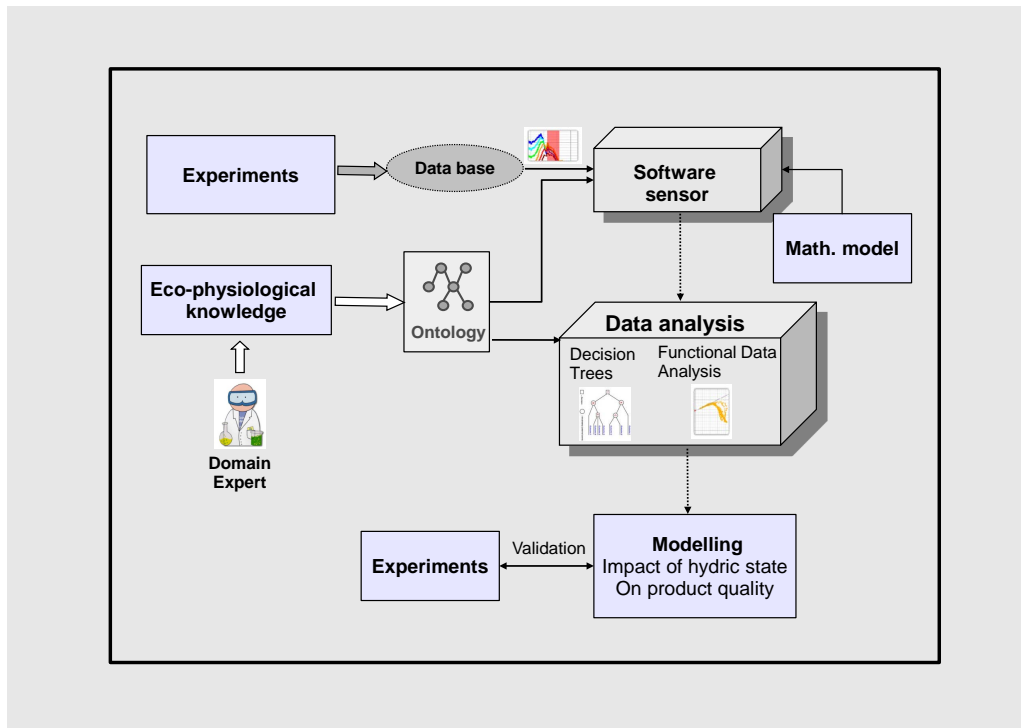 Experiments
Data base
Software
sensor
Math. model
Eco-physiological
knowledge
Ontology
Data analysis
Decision
Trees
Functional Data
Analysis
Domain
Expert
Experiments
Validation
Modelling
Impact of hydric state
On product quality